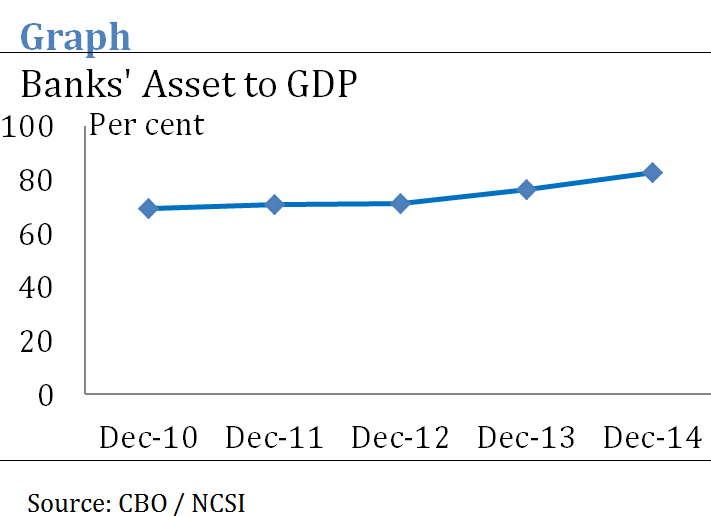 Graph
Banks' Asset to GDP
Per cent
100
80
60
40
20
0
Dec-10 Dec-11 Dec-12 Dec-13 Dec-14
Source: CBO / NCSI